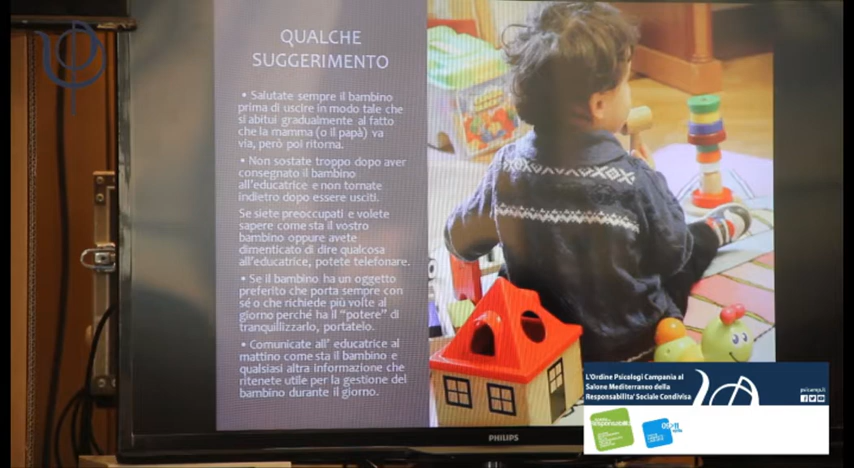 QUALCHE
SUGGERIMENTO
• Salutate sempre il bambino
prima di uscire in modo tale che
si abitui gradualmente al fatto
che la mamma (o il papà) va
via, però poi ritorna.
• Non sostate troppo dopo aver
consegnato il bambino
all'educatrice e non tornate
indietro dopo essere usciti.
Se siete preoccupati e volete
sapere come sta il vostro
bambino oppure avete
dimenticato di dire qualcosa
all'educatrice, potete telefonare.
• Se il bambino ha un oggetto
preferito che porta sempre con
sé o che richiede più volte al
giorno perché ha il “potere” di
tranquillizzarlo, portatelo.
• Comunicate all' educatrice al
mattino come sta il bambino e
qualsiasi altra informazione che
ritenete utile per la gestione del
bambino durante il giorno.
PHILIPS
L'Ordine Psicologi Campania al
Salone Mediterraneo della
Responsabilita' Sociale Condivisa
psicamp.it